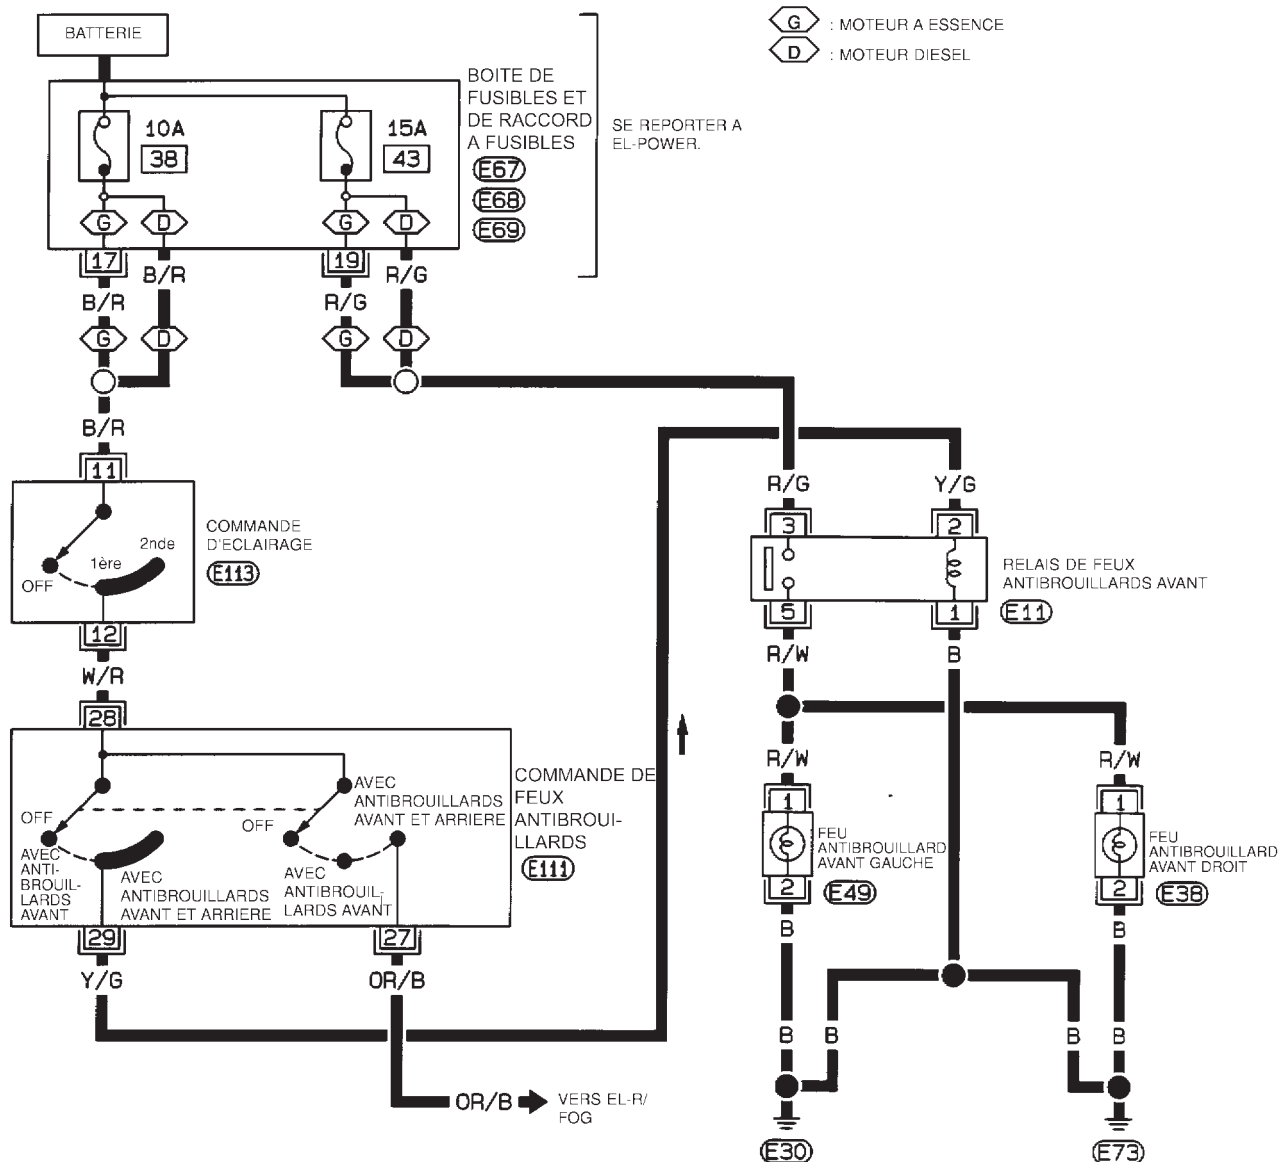 BATTERIE
G : MOTEUR A ESSENCE
D : MOTEUR DIESEL
BOITE DE
FUSIBLES ET
DE RACCORD
A FUSIBLES
E67
E68
E69
SE REPORTER A
EL-POWER.
10A
38
15A
43
G D G D
17 B/R 19 R/G
B/R R/G
G D G D
B/R
11
COMMANDE
D'ECLAIRAGE
E113
2nde
1ère
OFF
12
W/R
28
R/G Y/G
3 2
RELAIS DE FEUX
ANTIBROUILLARDS AVANT
E11
5 1
R/W B
COMMANDE DE
FEUX
ANTIBROUI-
LLARDS
E111
OFF
AVEC
ANTI-
BROUIL-
LARDS
AVANT
AVEC
ANTIBROUILLARDS
AVANT ET ARRIERE
OFF
AVEC
ANTIBROUILLARDS
AVANT ET ARRIERE
AVEC
ANTIBROUIL-
LARDS AVANT
29 27
Y/G OR/B
OR/B
VERS EL-R/
FOG
R/W R/W
1 1
FEU
ANTIBROUILLARD
AVANT GAUCHE
E49
FEU
ANTIBROUILLARD
AVANT DROIT
E38
2 2
B B
B B B B
E30 E73